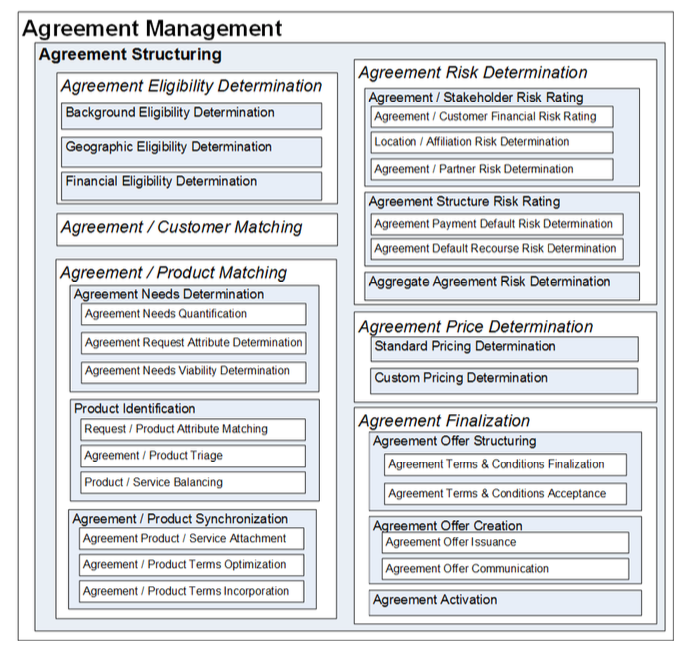 Agreement Management
Agreement Structuring
Agreement Eligibility Determination
Background Eligibility Determination
Geographic Eligibility Determination
Financial Eligibility Determination
Agreement / Customer Matching
Agreement / Product Matching
Agreement Needs Determination
Agreement Needs Quantification
Agreement Request Attribute Determination
Agreement Needs Viability Determination
Product Identification
Request / Product Attribute Matching
Agreement / Product Triage
Product / Service Balancing
Agreement / Product Synchronization
Agreement Product / Service Attachment
Agreement / Product Terms Optimization
Agreement / Product Terms Incorporation
Agreement Risk Determination
Agreement / Stakeholder Risk Rating
Agreement / Customer Financial Risk Rating
Location / Affiliation Risk Determination
Agreement / Partner Risk Determination
Agreement Structure Risk Rating
Agreement Payment Default Risk Determination
Agreement Default Recourse Risk Determination
Aggregate Agreement Risk Determination
Agreement Price Determination
Standard Pricing Determination
Custom Pricing Determination
Agreement Finalization
Agreement Offer Structuring
Agreement Terms & Conditions Finalization
Agreement Terms & Conditions Acceptance
Agreement Offer Creation
Agreement Offer Issuance
Agreement Offer Communication
Agreement Activation